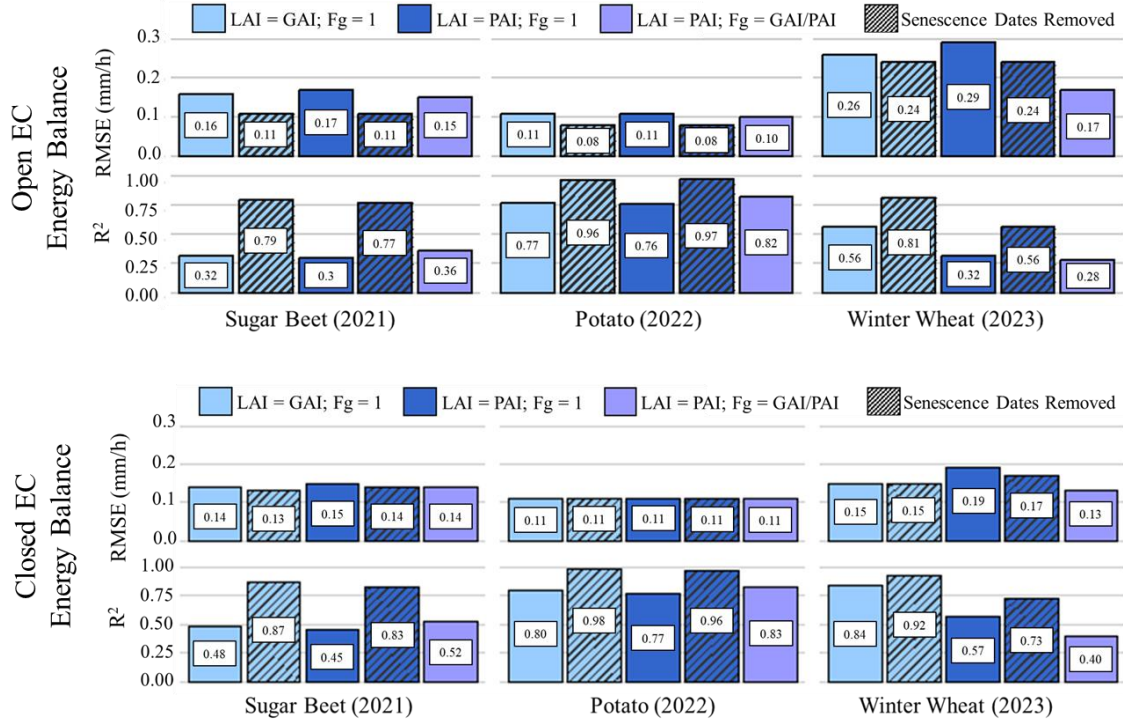 LAI = GAI; Fg = 1 LAI = PAI; Fg = 1 LAI = PAI; Fg = GAI/PAI Senescence Dates Removed
Open EC
Energy Balance
RMSE (mm/h)
0.3
0.2
0.1
0.0
0.16 0.11 0.17 0.11 0.15
0.11 0.08 0.11 0.08 0.10
0.26 0.24 0.29 0.24 0.17
R²
1.00
0.75
0.50
0.25
0.00
0.32 0.79 0.3 0.77 0.36
0.77 0.96 0.76 0.97 0.82
0.56 0.81 0.32 0.56 0.28
Sugar Beet (2021) Potato (2022) Winter Wheat (2023)
LAI = GAI; Fg = 1 LAI = PAI; Fg = 1 LAI = PAI; Fg = GAI/PAI Senescence Dates Removed
Closed EC
Energy Balance
RMSE (mm/h)
0.3
0.2
0.1
0.0
0.14 0.13 0.15 0.14 0.14
0.11 0.11 0.11 0.11 0.11
0.15 0.15 0.19 0.17 0.13
R²
1.00
0.75
0.50
0.25
0.00
0.48 0.87 0.45 0.83 0.52
0.80 0.98 0.77 0.96 0.83
0.84 0.92 0.57 0.73 0.40
Sugar Beet (2021) Potato (2022) Winter Wheat (2023)